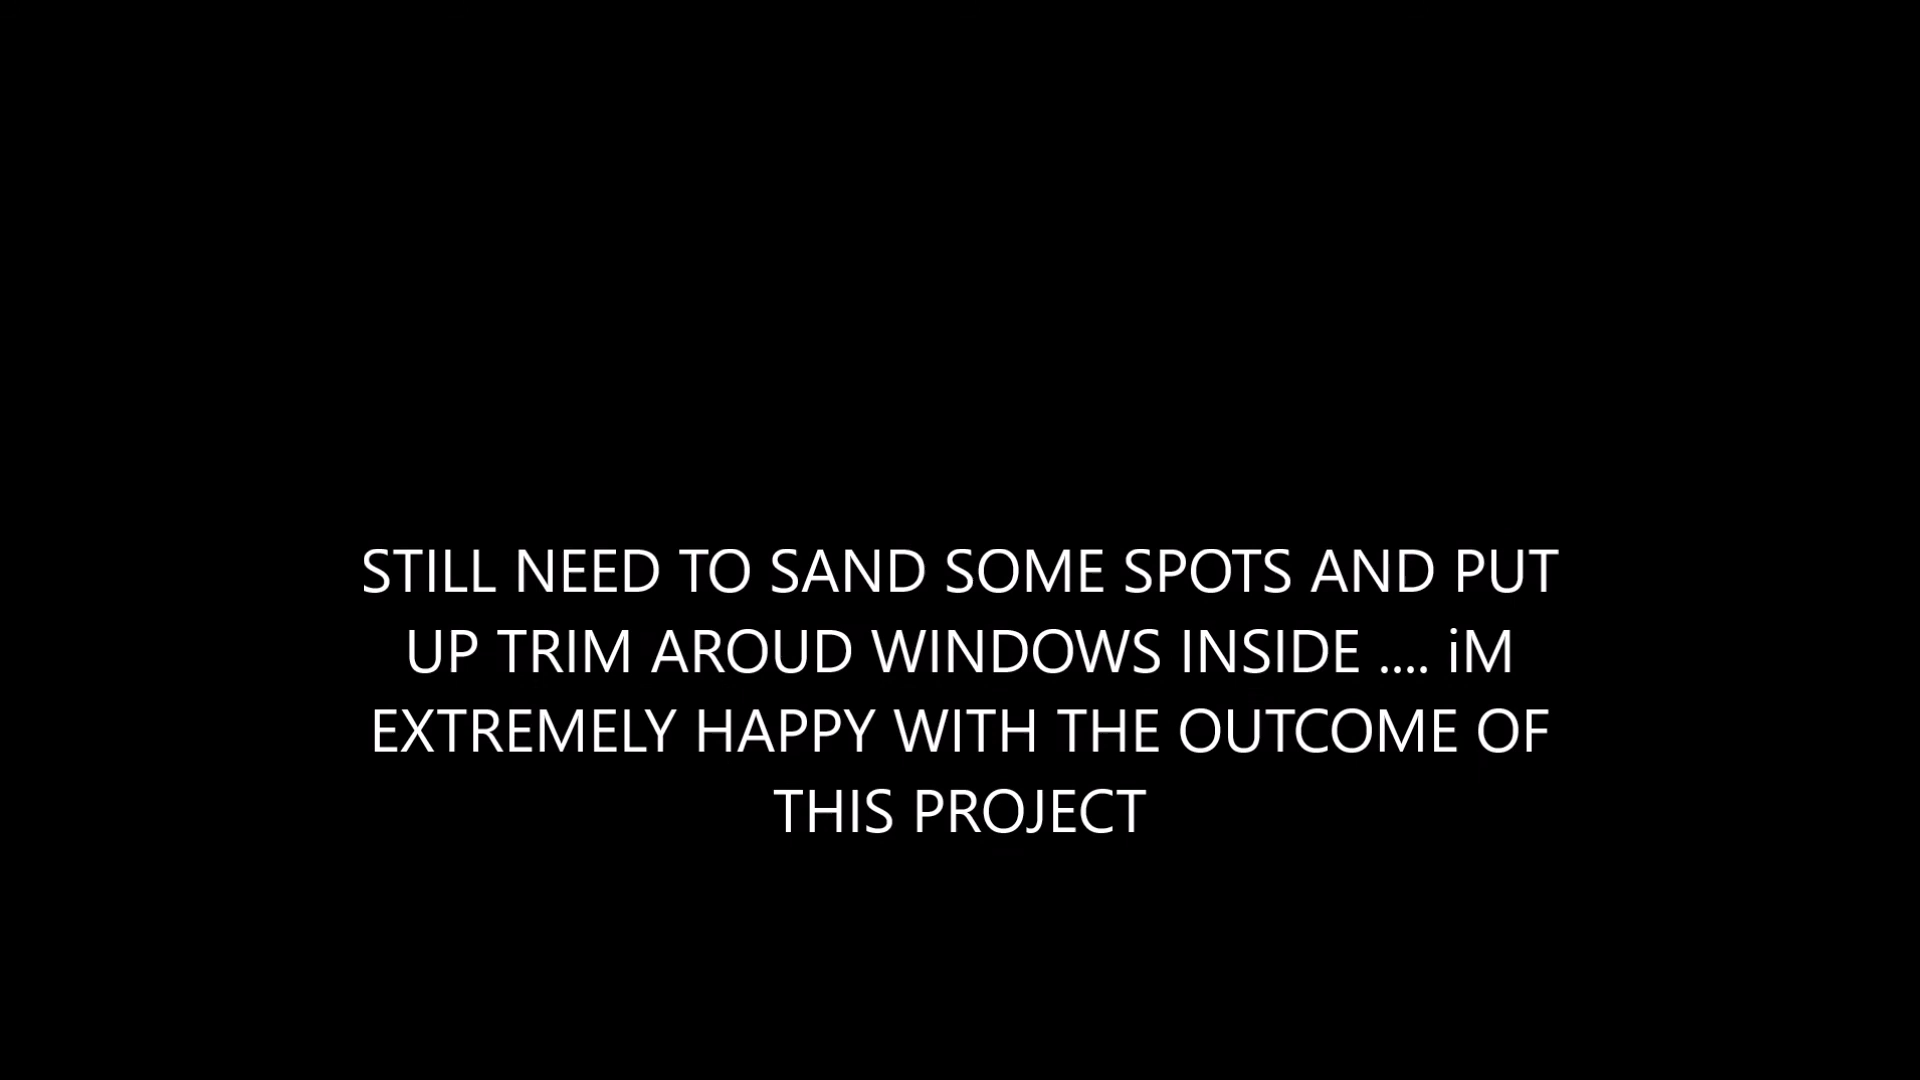 STILL NEED TO SAND SOME SPOTS AND PUT
UP TRIM AROUD WINDOWS INSIDE .... iM
EXTREMELY HAPPY WITH THE OUTCOME OF
THIS PROJECT